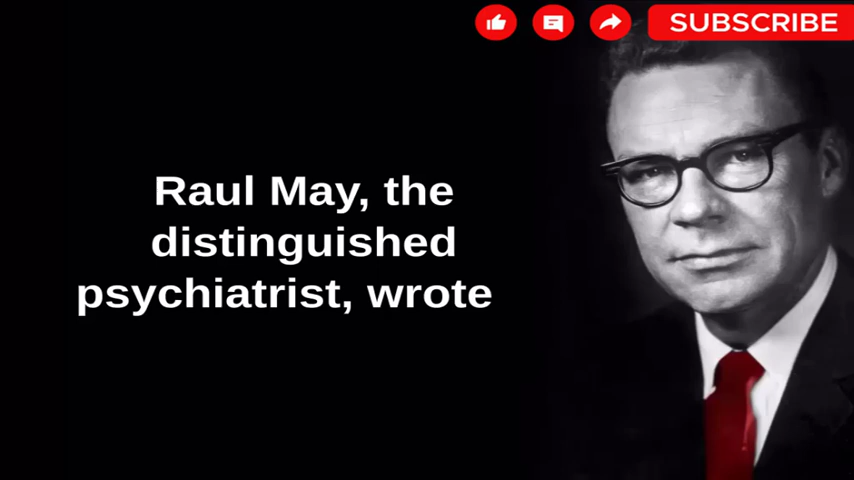 SUBSCRIBE
Raul May, the
distinguished
psychiatrist, wrote